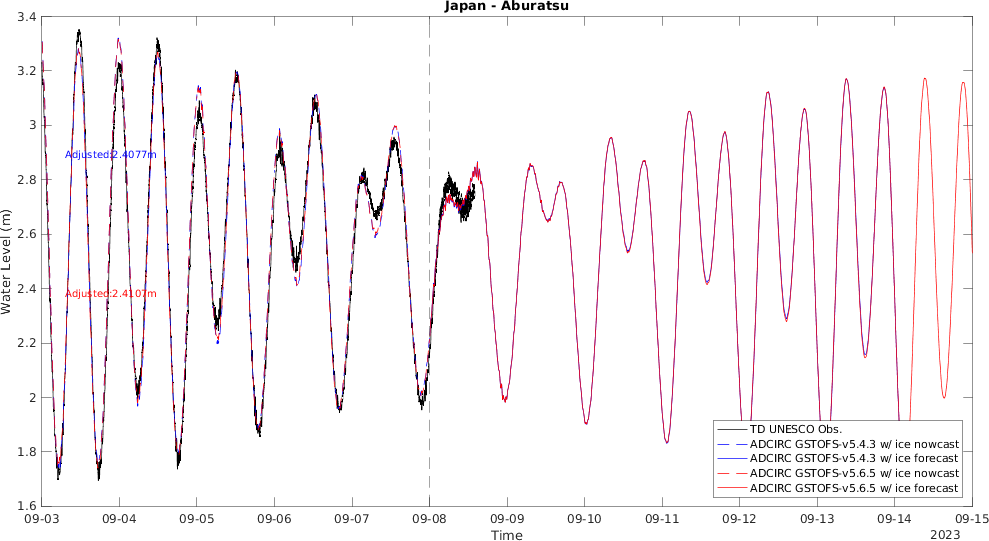 Japan - Aburatsu
3.4
3.2
3
2.8
2.6
2.4
2.2
2
1.8
1.6
Water Level (m)
Adjusted:2.4077m
Adjusted:2.4107m
TD UNESCO Obs.
ADCIRC GSTOFS-v5.4.3 w/ ice nowcast
ADCIRC GSTOFS-v5.4.3 w/ ice forecast
ADCIRC GSTOFS-v5.6.5 w/ ice nowcast
ADCIRC GSTOFS-v5.6.5 w/ ice forecast
09-03 09-04 09-05 09-06 09-07 09-08 09-09 09-10 09-11 09-12 09-13 09-14 09-15
Time
2023